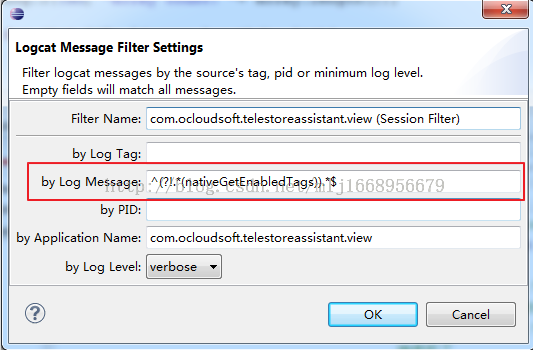 Logcat Message Filter Settings
Filter logcat messages by the source's tag, pid or minimum log level.
Empty fields will match all messages.
Filter Name: com.ocloudsoft.telestoreassistant.view (Session Filter)
by Log Tag:
by Log Message: ^(?!.*(nativeGetEnabledTags)).*$
http://blog.csdn.net/mfj1668956679
by PID:
by Application Name: com.ocloudsoft.telestoreassistant.view
by Log Level: verbose
? OK Cancel